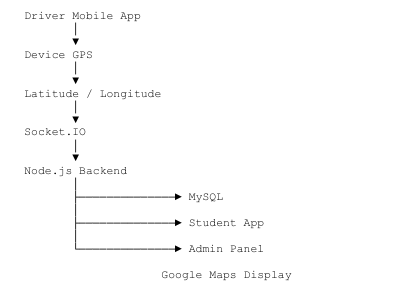 Driver Mobile App
Device GPS
Latitude / Longitude
Socket.IO
Node.js Backend
MySQL
Student App
Admin Panel
Google Maps Display